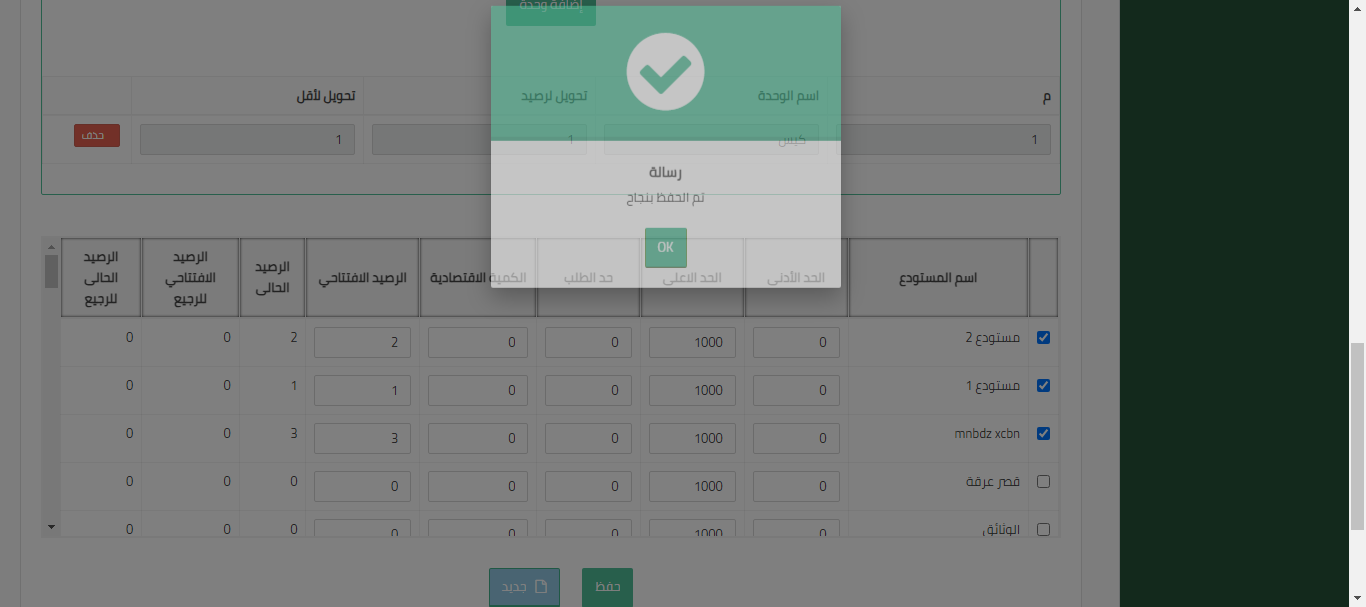 إضافة وحدة
م اسم الوحدة تحويل لرصيد تحويل لأقل
1 كيس 1 1 حذف
رسالة
تم الحفظ بنجاح
OK
اسم المستودع الحد الأدنى الحد الاعلى حد الطلب الكمية الاقتصادية الرصيد الافتتاحي الرصيد الحالى الرصيد الافتتاحي للرجيع الرصيد الحالى للرجيع
مستودع 2 0 1000 0 0 2 2 0 0
مستودع 1 0 1000 0 0 1 1 0 0
mnbdz xcbn 0 1000 0 0 3 3 0 0
قصر عرقة 0 1000 0 0 0 0 0 0
الوثائق 0 1000 0 0 0 0 0 0
حفظ جديد